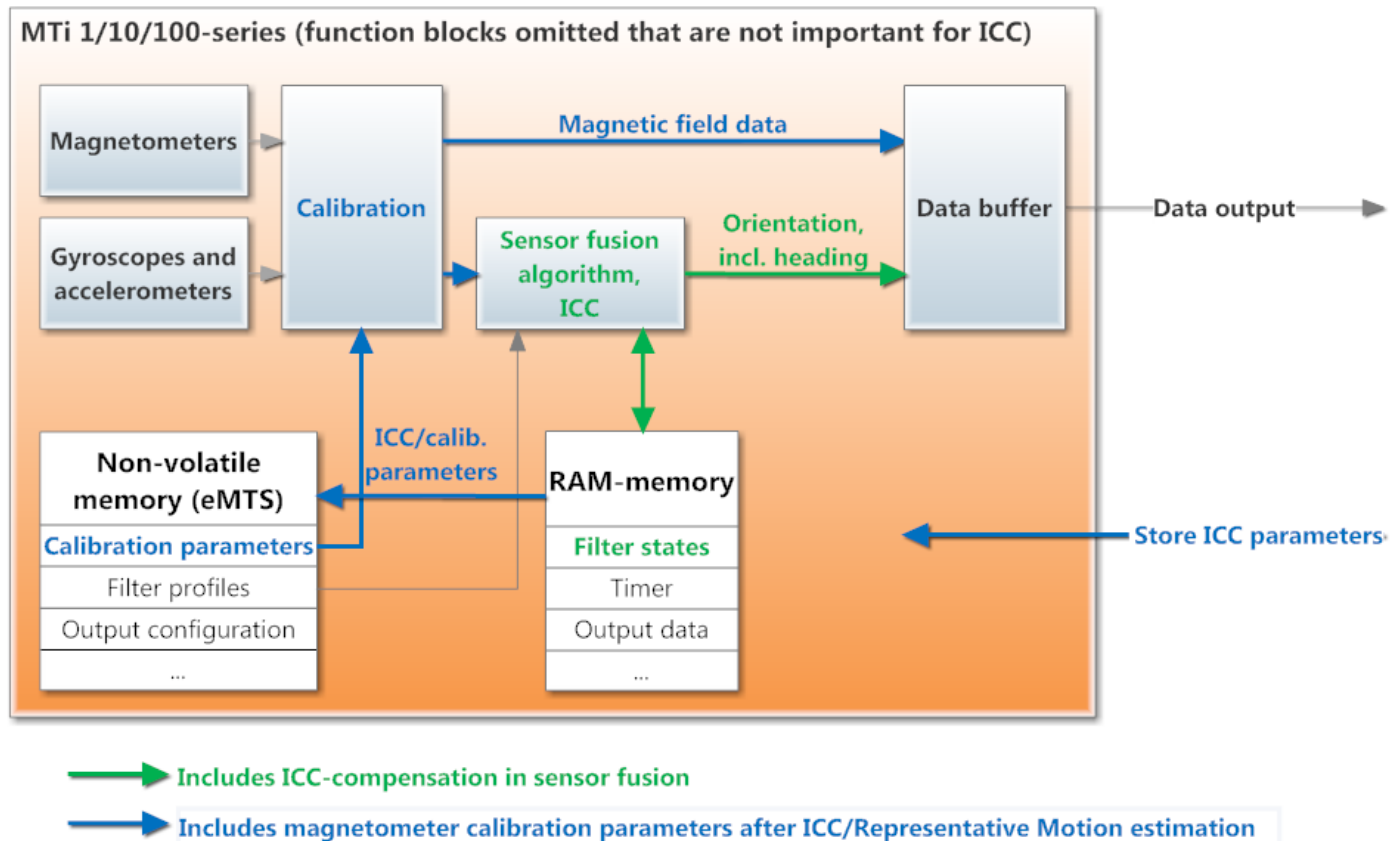 MTi 1/10/100-series (function blocks omitted that are not important for ICC)
Magnetometers
Gyroscopes and
accelerometers
Calibration
Magnetic field data
Sensor fusion
algorithm,
ICC
Orientation,
incl. heading
Data buffer
Data output
ICC/calib.
parameters
Non-volatile
memory (eMTS)
Calibration parameters
Filter profiles
Output configuration
...
RAM-memory
Filter states
Timer
Output data
...
Store ICC parameters
Includes ICC-compensation in sensor fusion
Includes magnetometer calibration parameters after ICC/Representative Motion estimation